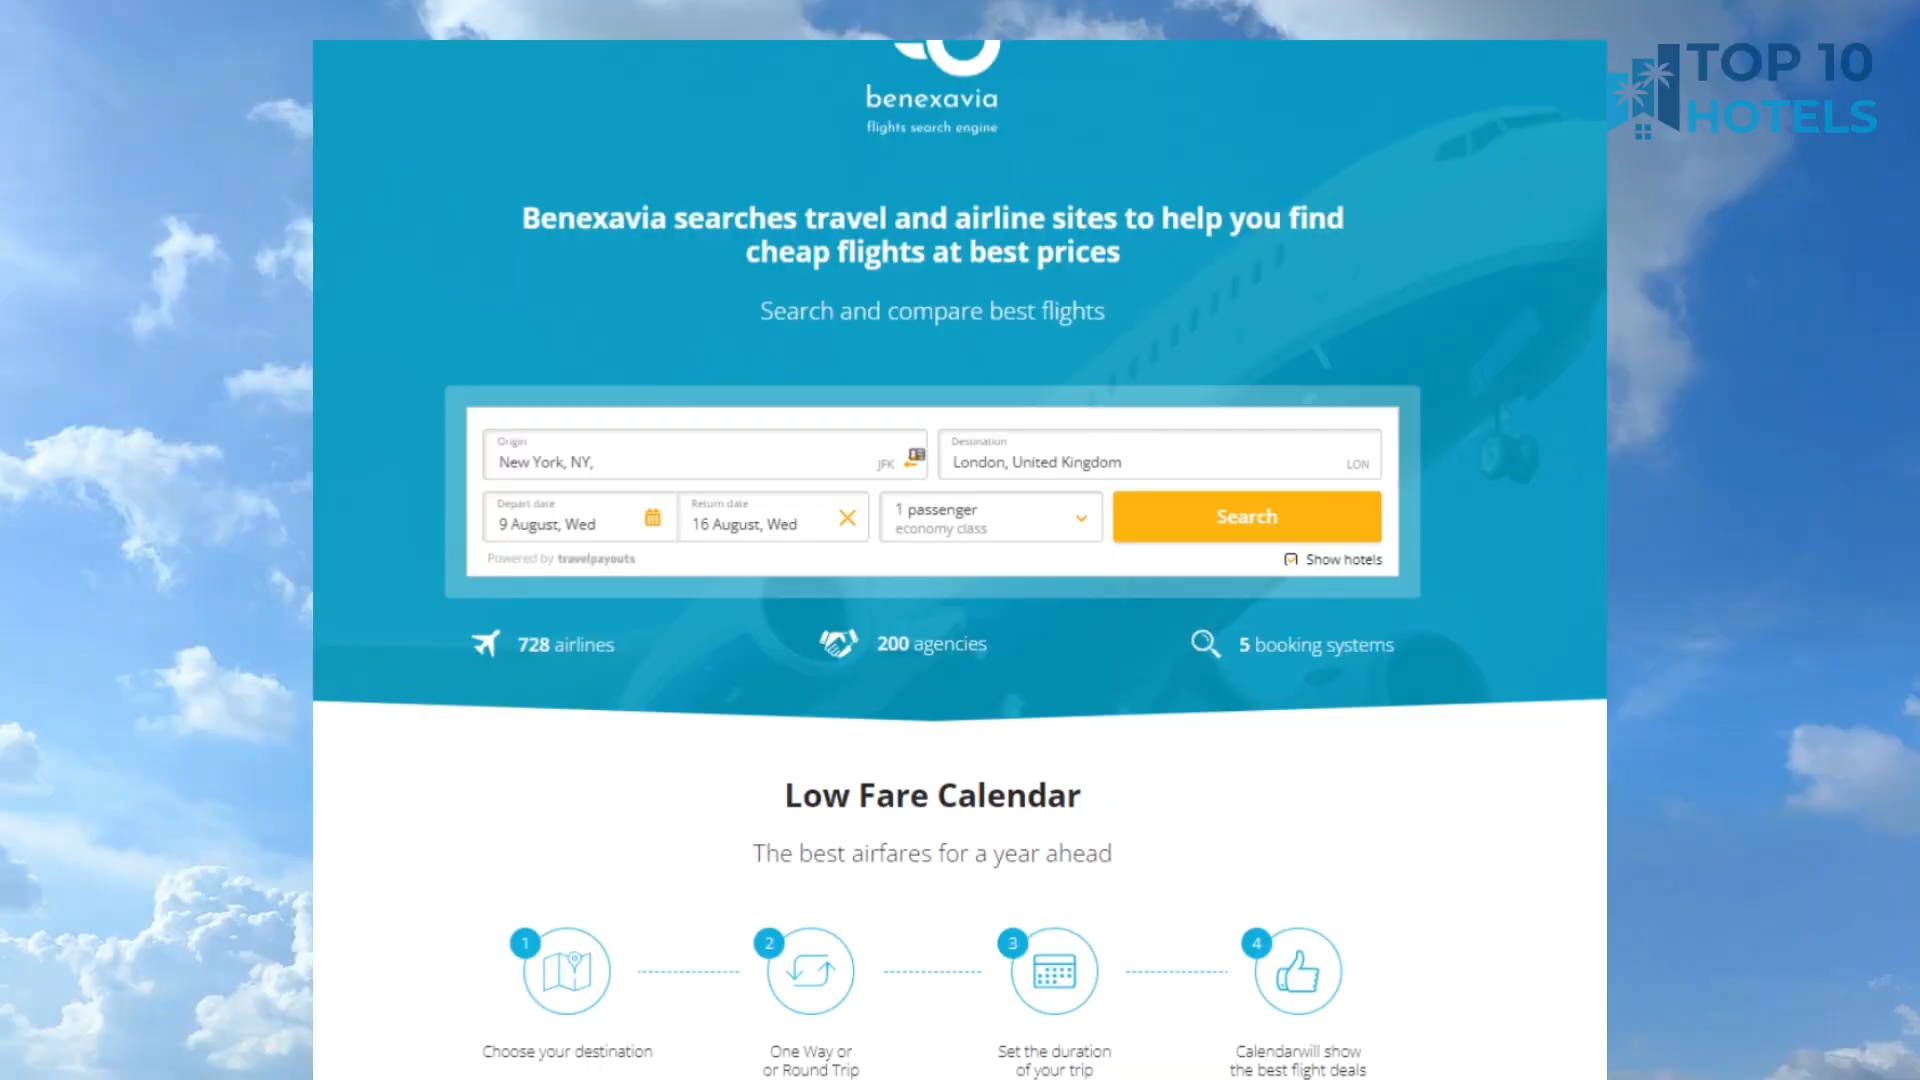 TOP 10
HOTELS
benexavia
flights search engine
Benexavia searches travel and airline sites to help you find
cheap flights at best prices
Search and compare best flights
Origin
New York, NY,
JFK
Destination
London, United Kingdom
LON
Depart date
9 August, Wed
Return date
16 August, Wed
1 passenger
economy class
Search
Powered by travelpayouts
Show hotels
728 airlines
200 agencies
5 booking systems
Low Fare Calendar
The best airfares for a year ahead
1
2
3
4
Choose your destination
One Way or
or Round Trip
Set the duration
of your trip
Calendarwill show
the best flight deals